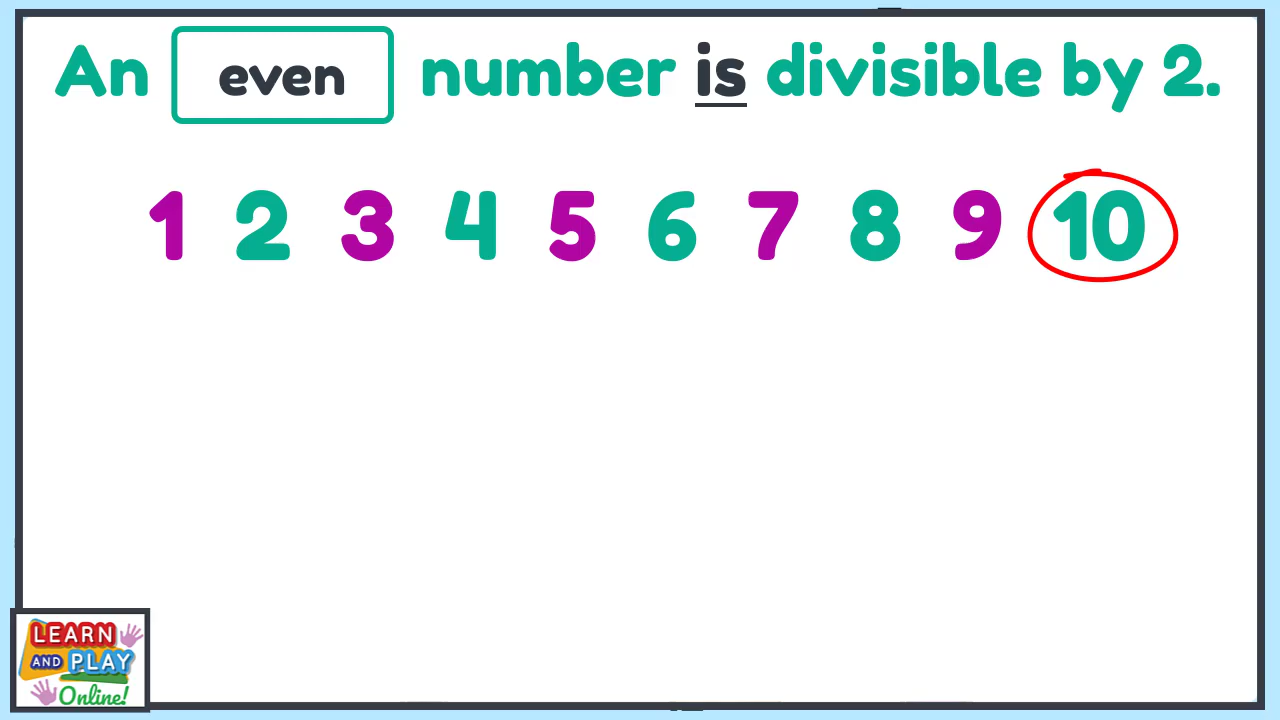 An even number is divisible by 2.
1 2 3 4 5 6 7 8 9 10
LEARN
AND PLAY
Online!